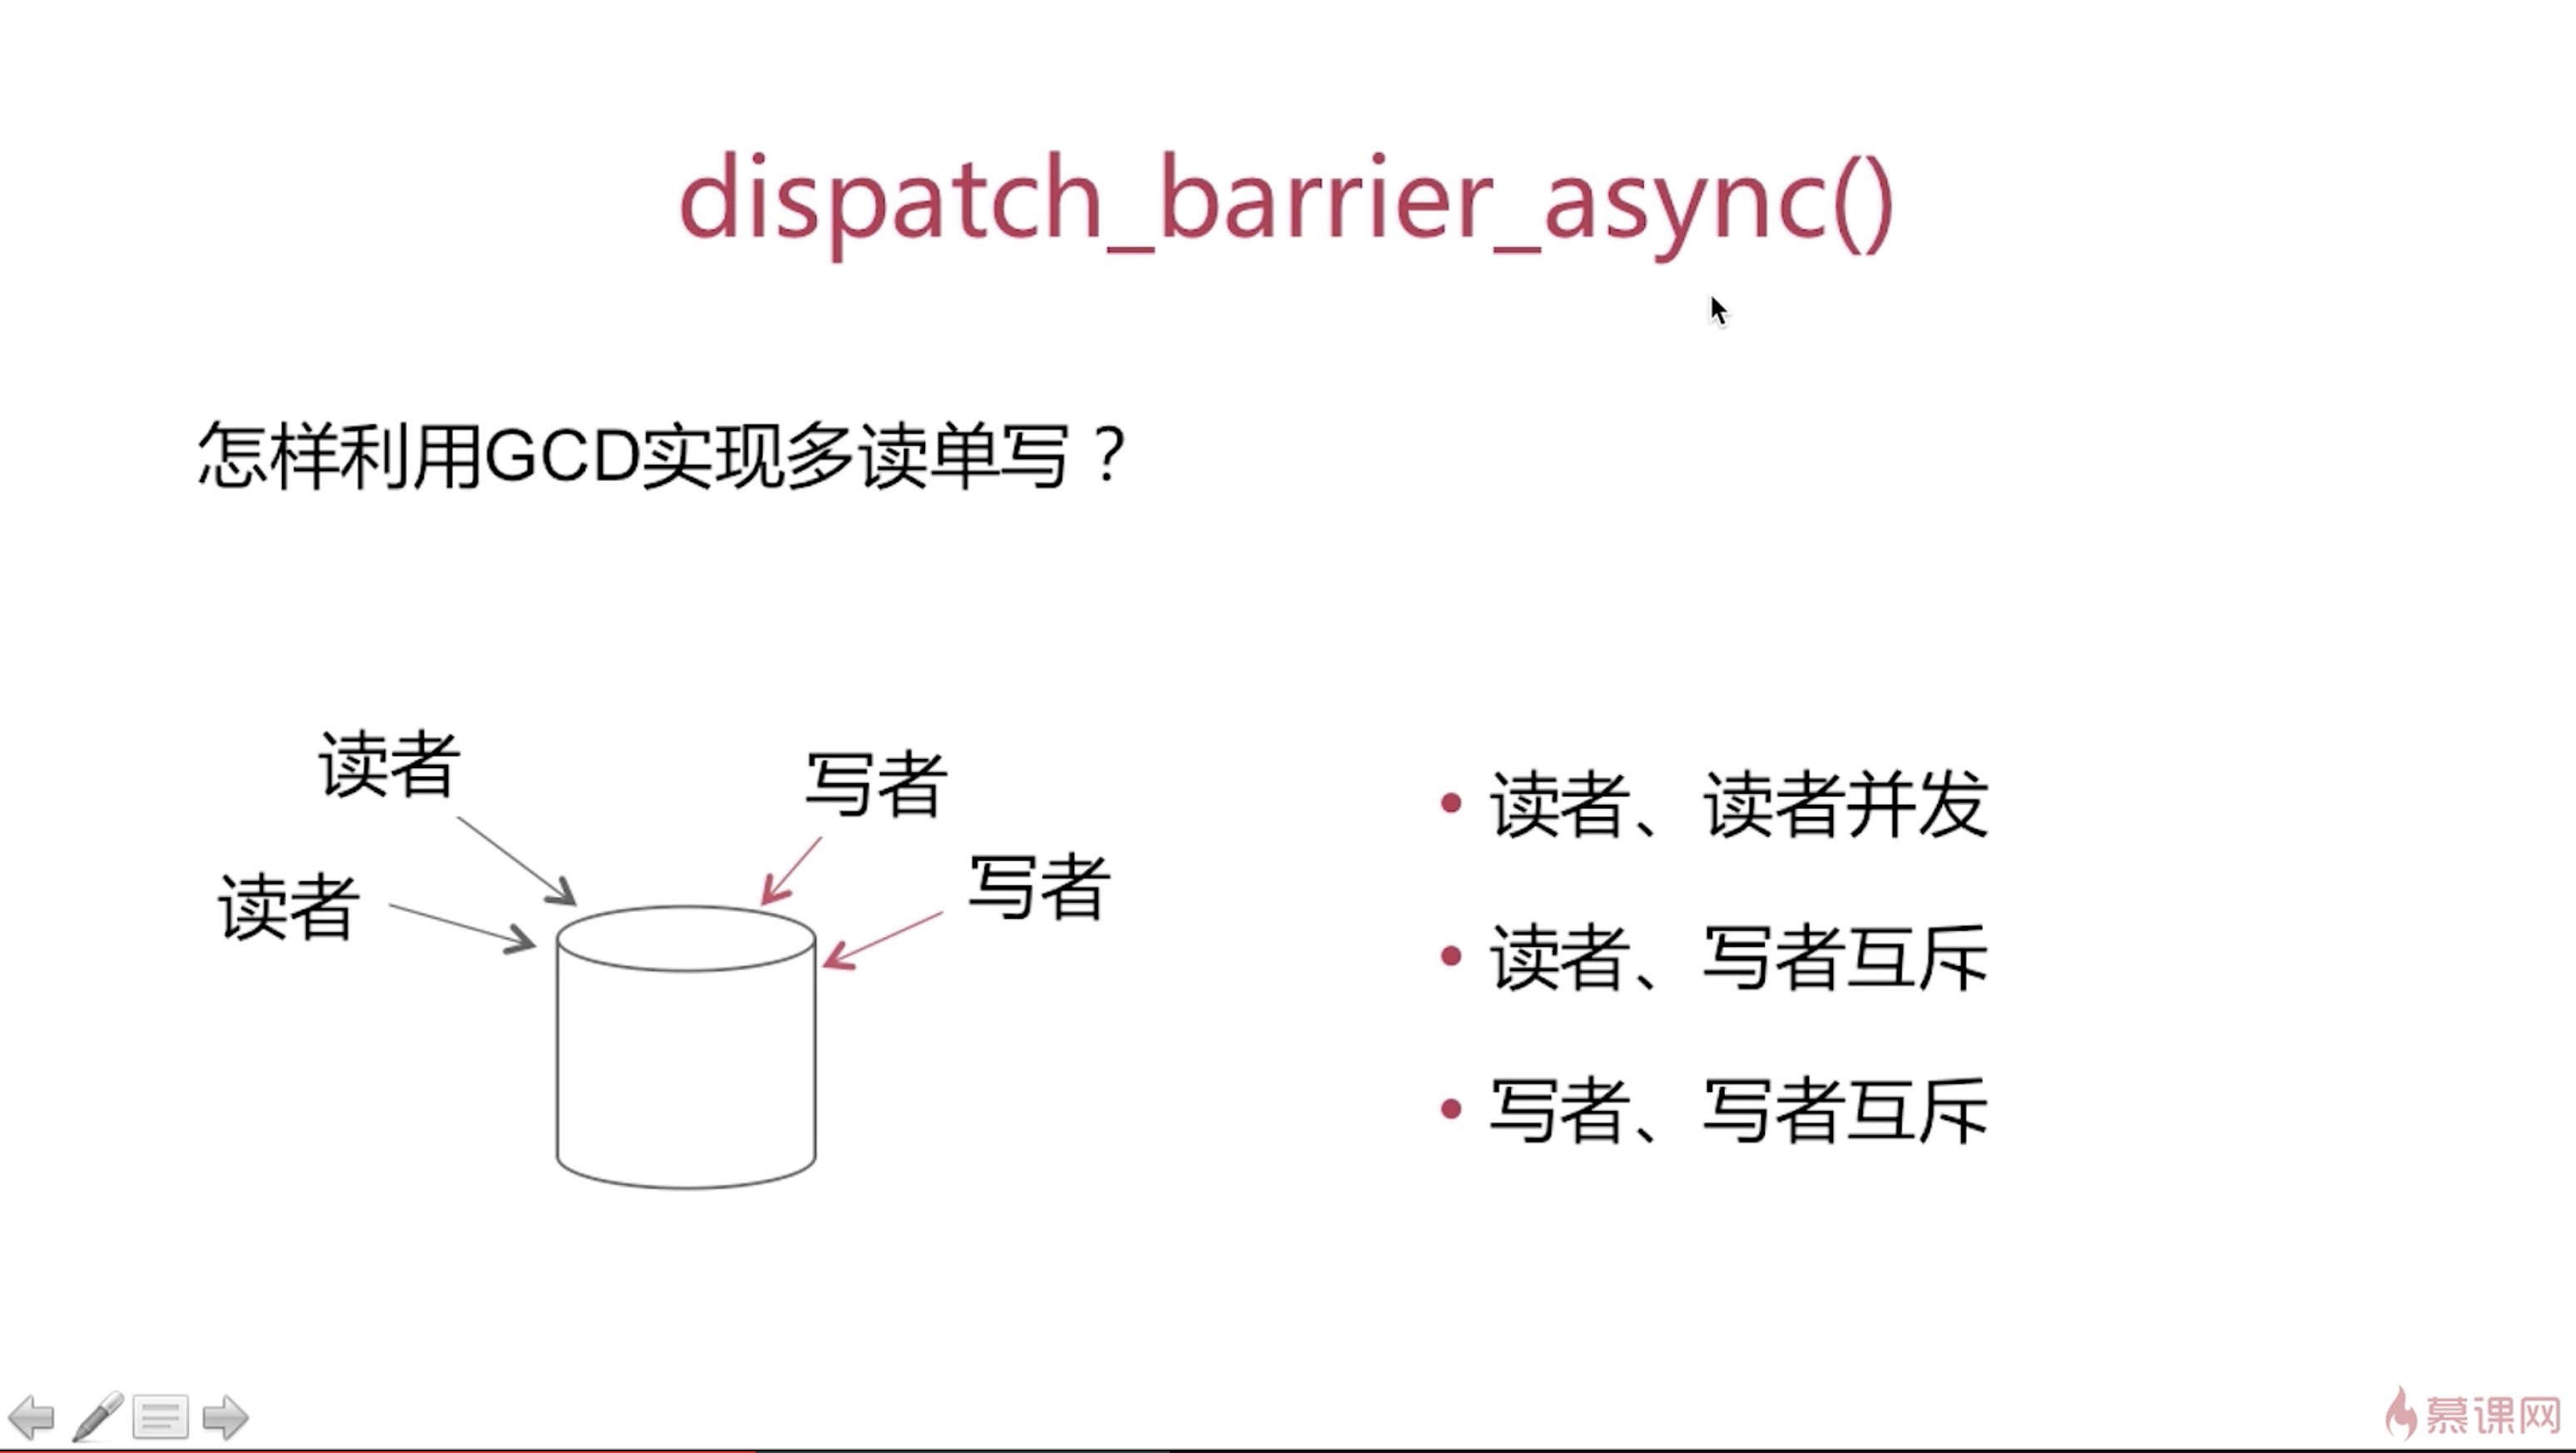 dispatch_barrier_async()
怎样利用GCD实现多读单写？
读者
写者
读者
写者
• 读者、读者并发
• 读者、写者互斥
• 写者、写者互斥
慕课网